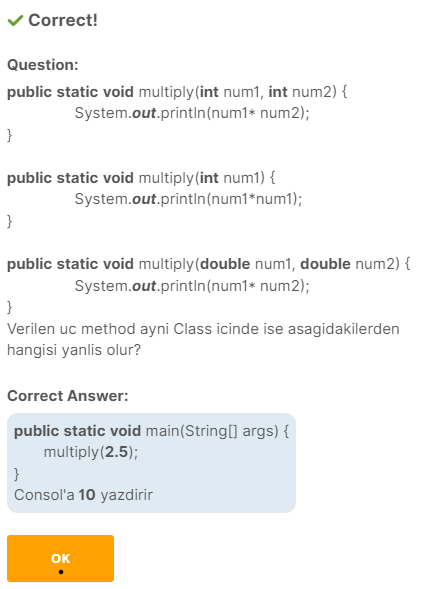 Correct!
Question:
public static void multiply(int num1, int num2) {
System.out.println(num1* num2);
}
public static void multiply(int num1) {
System.out.println(num1*num1);
}
public static void multiply(double num1, double num2) {
System.out.println(num1* num2);
}
Verilen uc method ayni Class icinde ise asagidakilerden
hangisi yanlis olur?
Correct Answer:
public static void main(String[] args) {
multiply(2.5);
}
Consol'a 10 yazdirir
OK